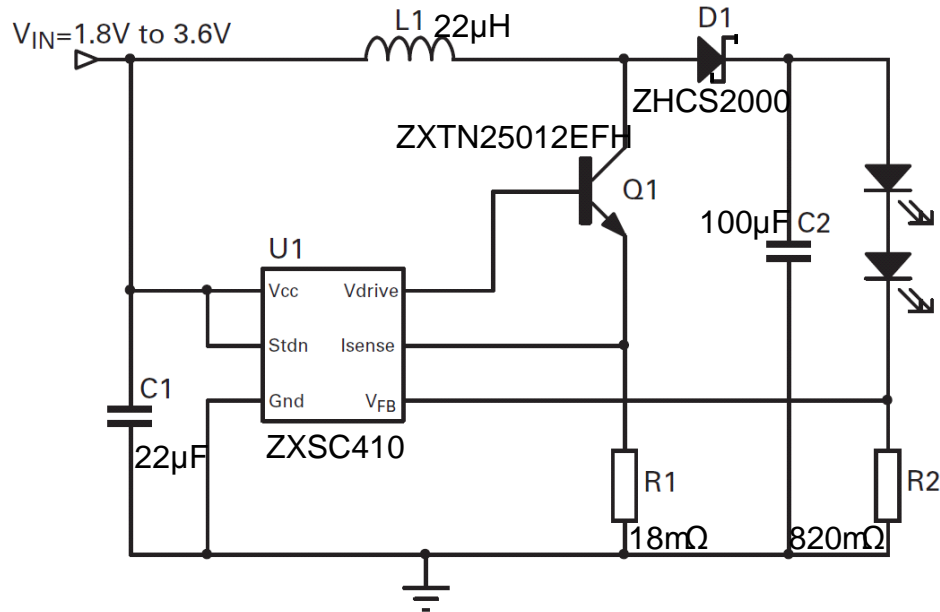 L1 22µH
D1
VIN=1.8V to 3.6V
ZHCS2000
ZXTN25012EFH
Q1
100µF C2
U1
Vcc Vdrive
Stdn Isense
C1
Gnd VFB
ZXSC410
22µF
R1
R2
18mΩ
820mΩ